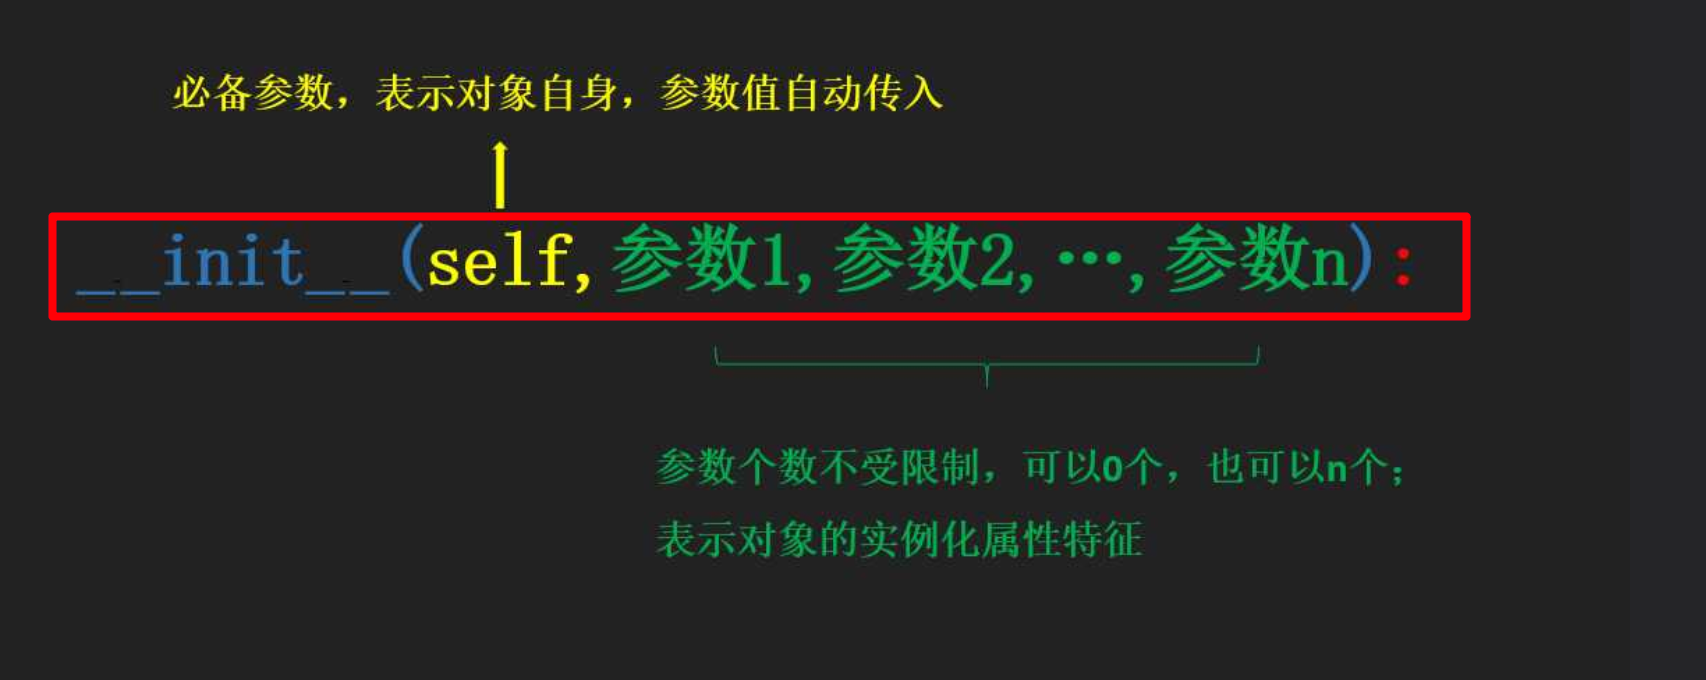 必备参数，表示对象自身，参数值自动传入
__init__(self,参数1,参数2,…,参数n):
参数个数不受限制，可以0个，也可以n个；
表示对象的实例化属性特征